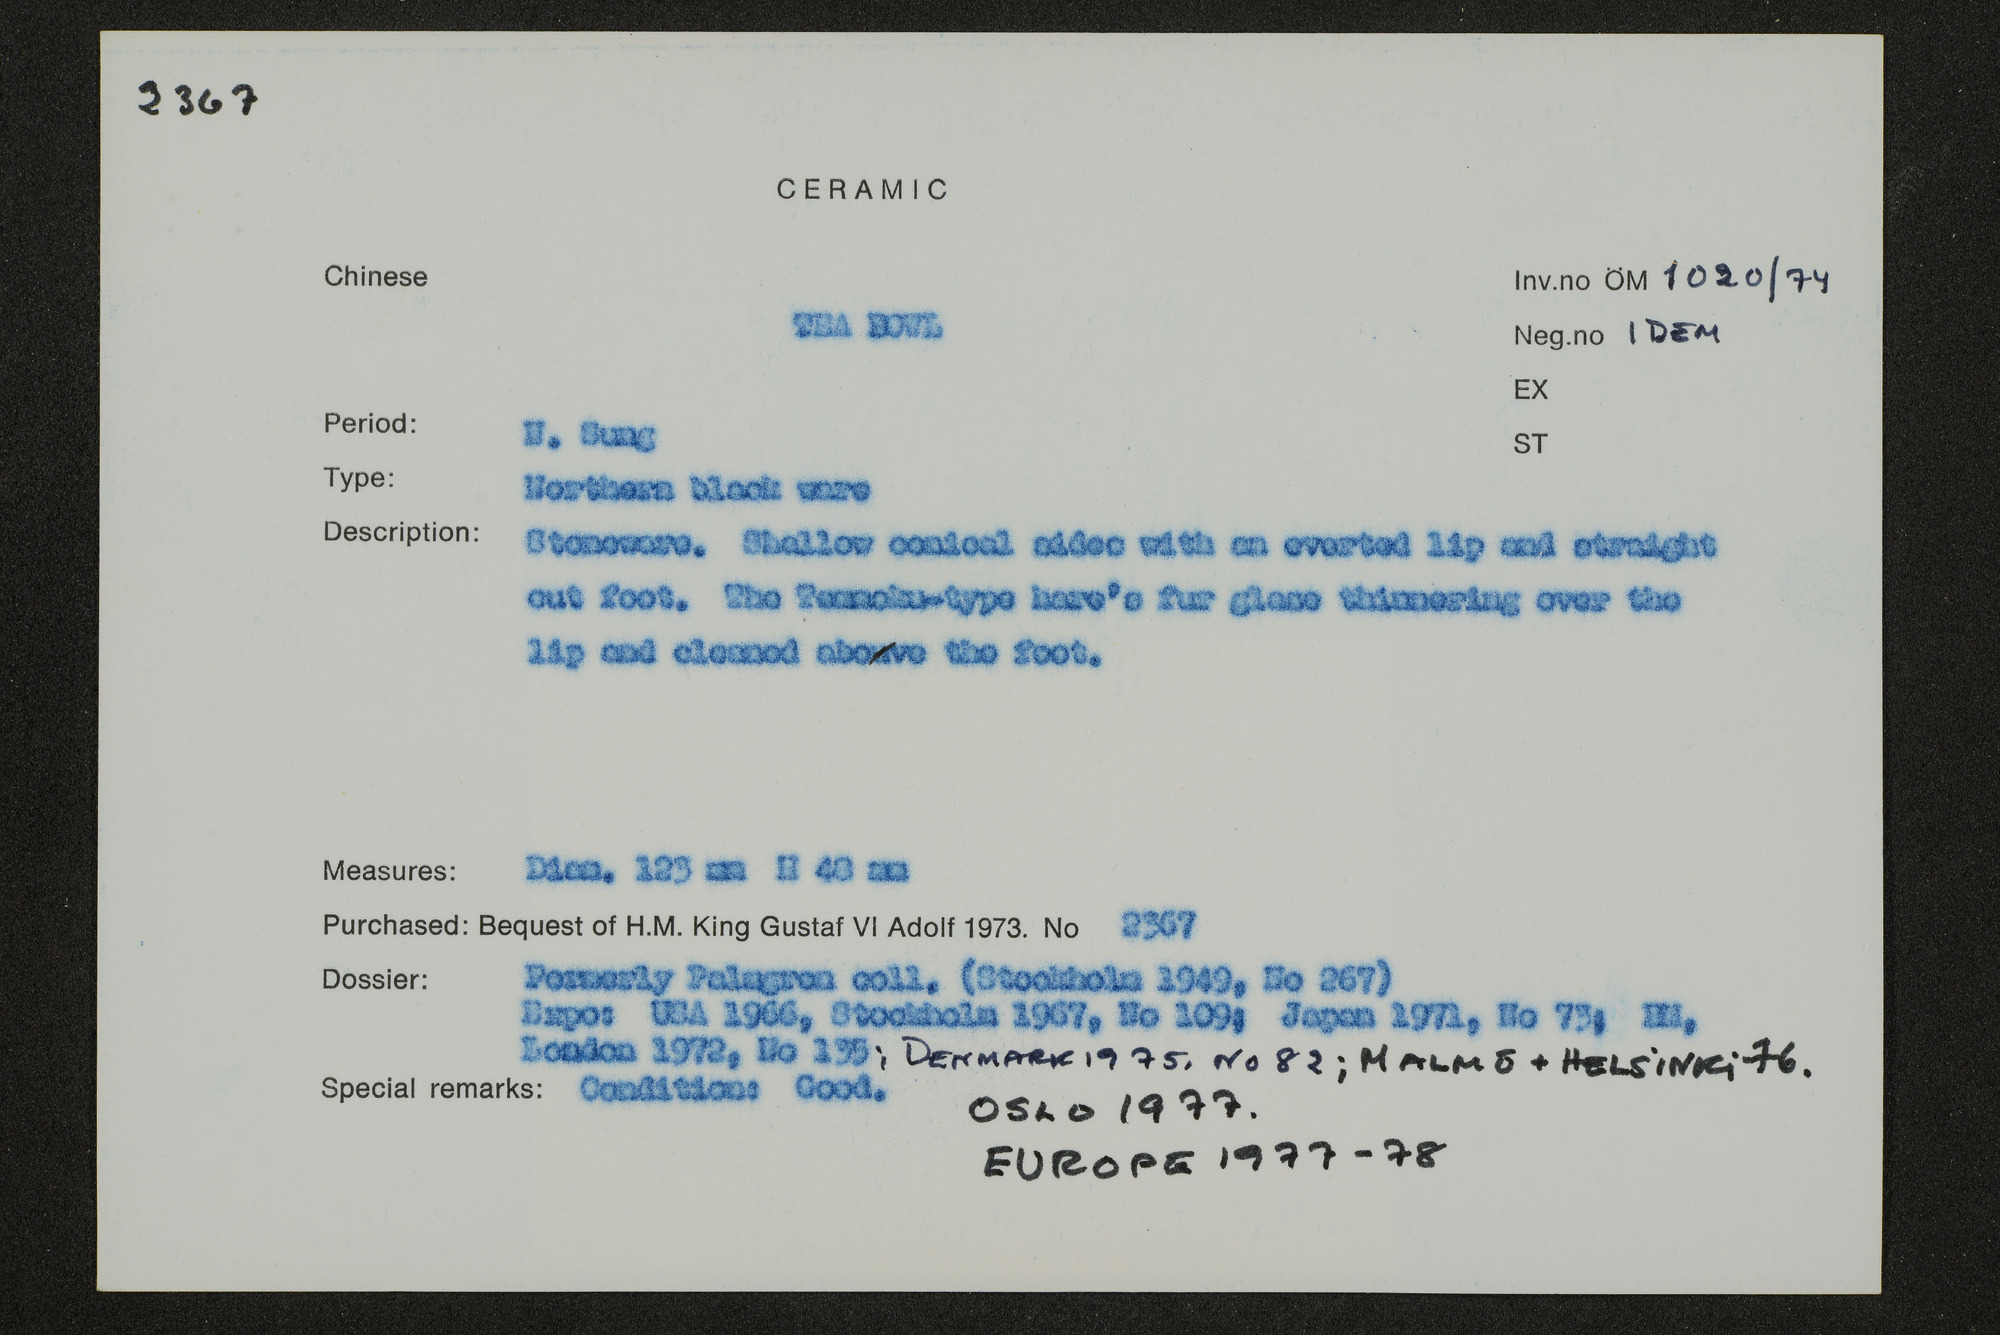 2367
CERAMIC
Chinese
Inv.no ÖM 1020/74
TEA BOWL
Neg.no IDEM
EX
Period: N. Sung
ST
Type: Northern black ware
Description: Stoneware. Shallow conical sides with an everted lip and straight
cut foot. The Temmoku-type hare's fur glaze thinnering over the
lip and cleaned above the foot.
Measures: Diam. 123 mm H 40 mm
Purchased: Bequest of H.M. King Gustaf VI Adolf 1973. No 2367
Dossier: Formerly Palmgren coll. (Stockholm 1949, No 267)
Expo: USA 1966, Stockholm 1967, No 109; Japan 1971, No 73;
London 1972, No 135; DENMARK 1975. NO 82; MALMÖ + HELSINKI 76.
Special remarks: Condition: Good.
OSLO 1977.
EUROPE 1977-78